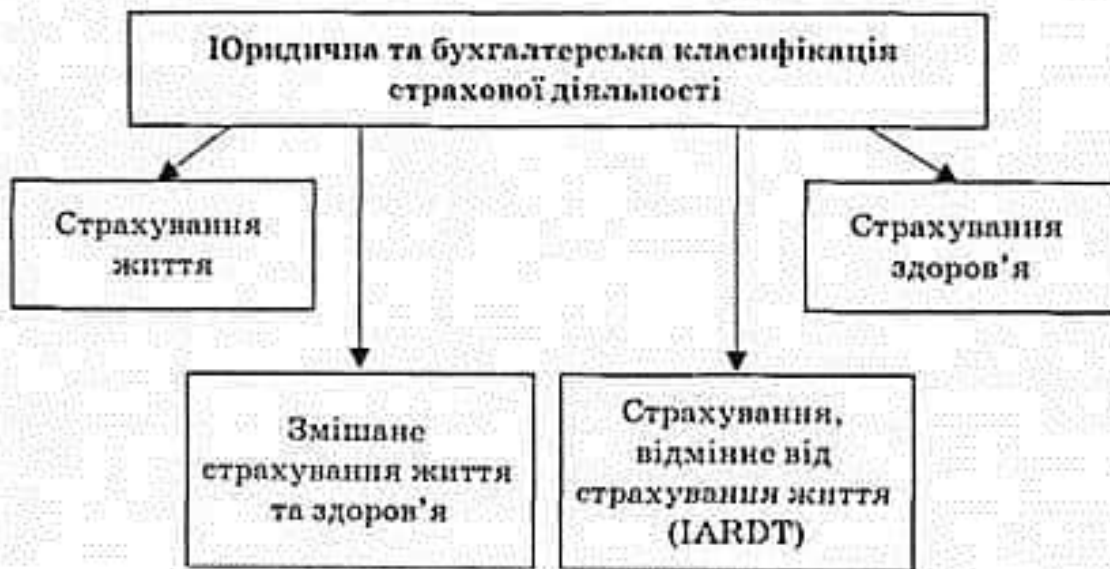 Юридична та бухгалтерська класифікація
страхової діяльності
Страхування
життя
Страхування
здоров'я
Змішане
страхування життя
та здоров'я
Страхування,
відмінне від
страхування життя
(IARDT)